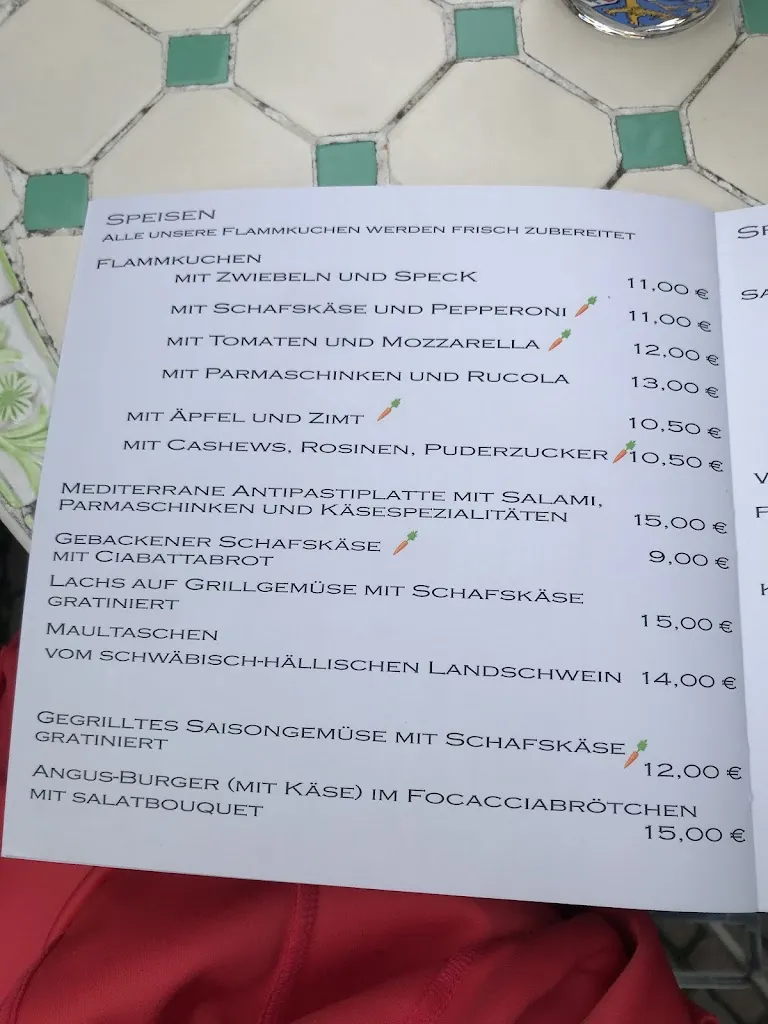 Speisen
Alle unsere Flammkuchen werden frisch zubereitet
Flammkuchen
mit Zwiebeln und Speck 11,00 €
mit Schafskäse und Pepperoni 11,00 €
mit Tomaten und Mozzarella 12,00 €
mit Parmaschinken und Rucola 13,00 €
mit Äpfel und Zimt 10,50 €
mit Cashews, Rosinen, Puderzucker 10,50 €
Mediterrane Antipastiplatte mit Salami,
Parmaschinken und Käsespezialitäten 15,00 €
Gebackener Schafskäse
mit Ciabattabrot 9,00 €
Lachs auf Grillgemüse mit Schafskäse
gratiniert 15,00 €
Maultaschen
vom schwäbisch-hällischen Landschwein 14,00 €
Gegrilltes Saisongemüse mit Schafskäse
gratiniert 12,00 €
Angus-Burger (mit Käse) im Focacciabrötchen
mit Salatbouquet 15,00 €